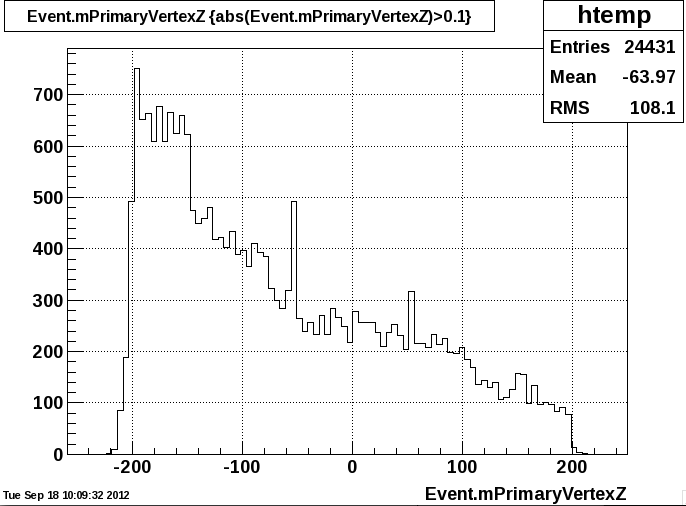 Event.mPrimaryVertexZ {abs(Event.mPrimaryVertexZ)>0.1}
htemp
Entries 24431
Mean -63.97
RMS 108.1
700
600
500
400
300
200
100
0
-200 -100 0 100 200
Event.mPrimaryVertexZ
Tue Sep 18 10:09:32 2012